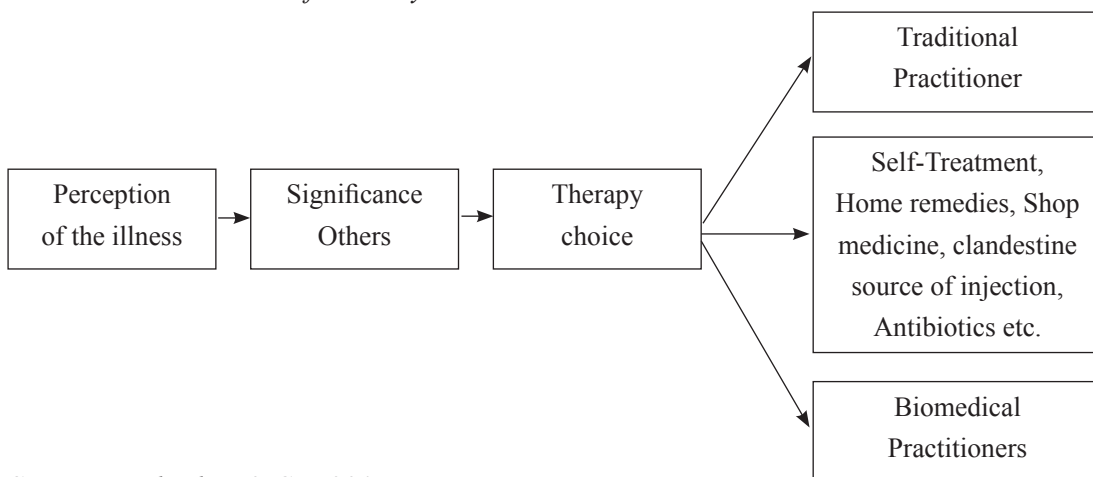 Traditional
Practitioner
Perception
of the illness
Significance
Others
Therapy
choice
Self-Treatment,
Home remedies, Shop
medicine, clandestine
source of injection,
Antibiotics etc.
Biomedical
Practitioners